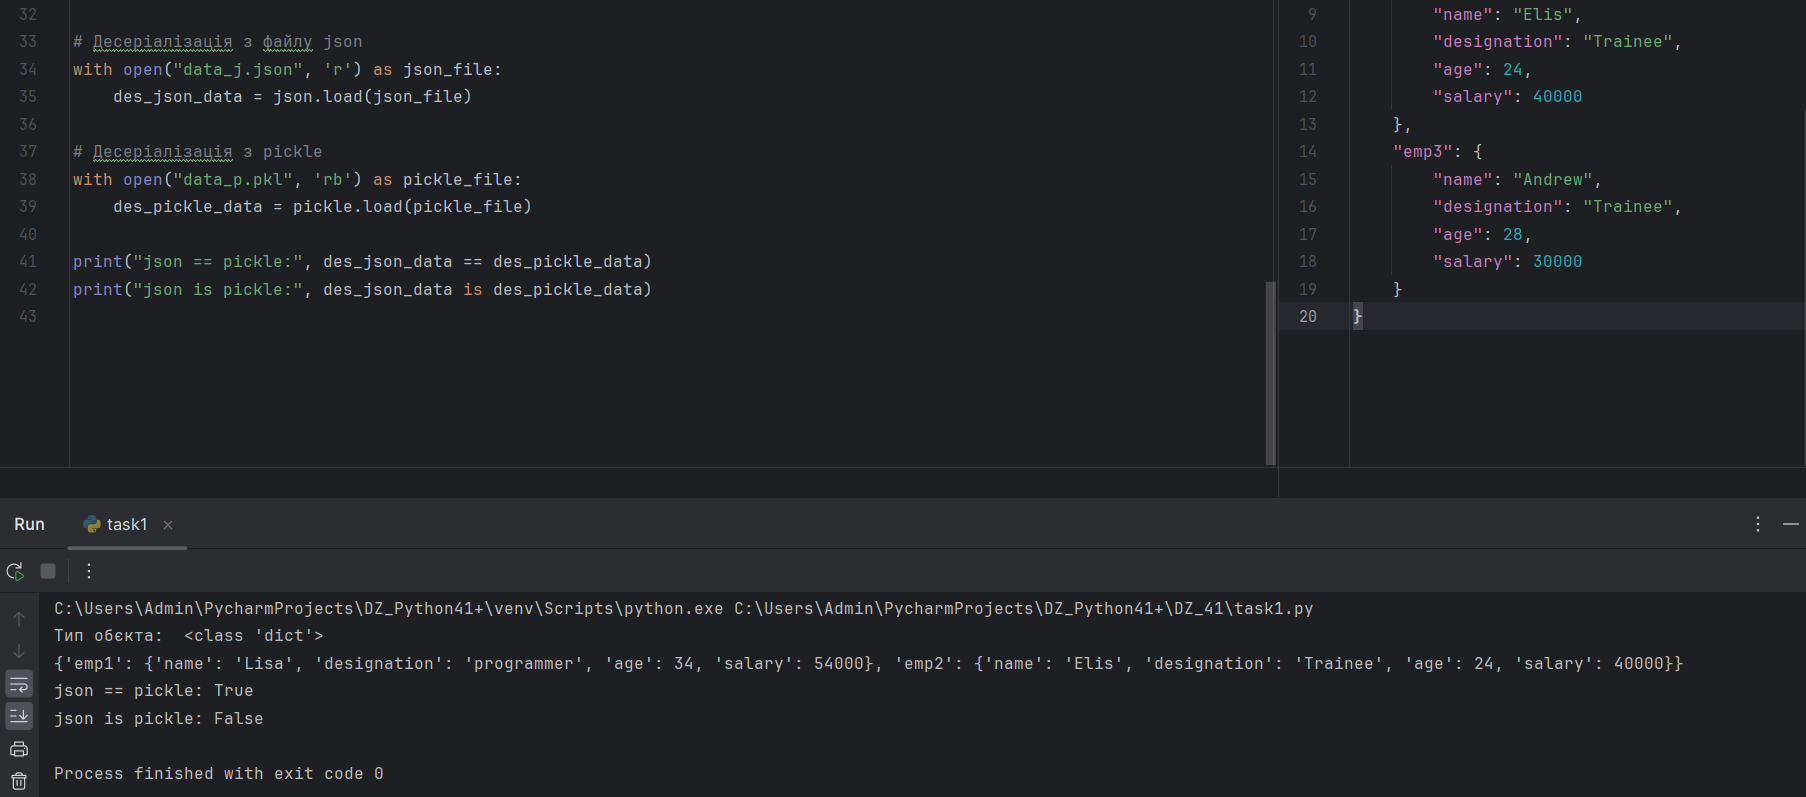 32
33 # Десеріалізація з файлу json
34 with open("data_j.json", 'r') as json_file:
35     des_json_data = json.load(json_file)
36
37 # Десеріалізація з pickle
38 with open("data_p.pkl", 'rb') as pickle_file:
39     des_pickle_data = pickle.load(pickle_file)
40
41 print("json == pickle:", des_json_data == des_pickle_data)
42 print("json is pickle:", des_json_data is des_pickle_data)
43
9         "name": "Elis",
10         "designation": "Trainee",
11         "age": 24,
12         "salary": 40000
13     },
14     "emp3": {
15         "name": "Andrew",
16         "designation": "Trainee",
17         "age": 28,
18         "salary": 30000
19     }
20 }
Run task1
C:\Users\Admin\PycharmProjects\DZ_Python41+\venv\Scripts\python.exe C:\Users\Admin\PycharmProjects\DZ_Python41+\DZ_41\task1.py
Тип обєкта:  <class 'dict'>
{'emp1': {'name': 'Lisa', 'designation': 'programmer', 'age': 34, 'salary': 54000}, 'emp2': {'name': 'Elis', 'designation': 'Trainee', 'age': 24, 'salary': 40000}}
json == pickle: True
json is pickle: False
Process finished with exit code 0